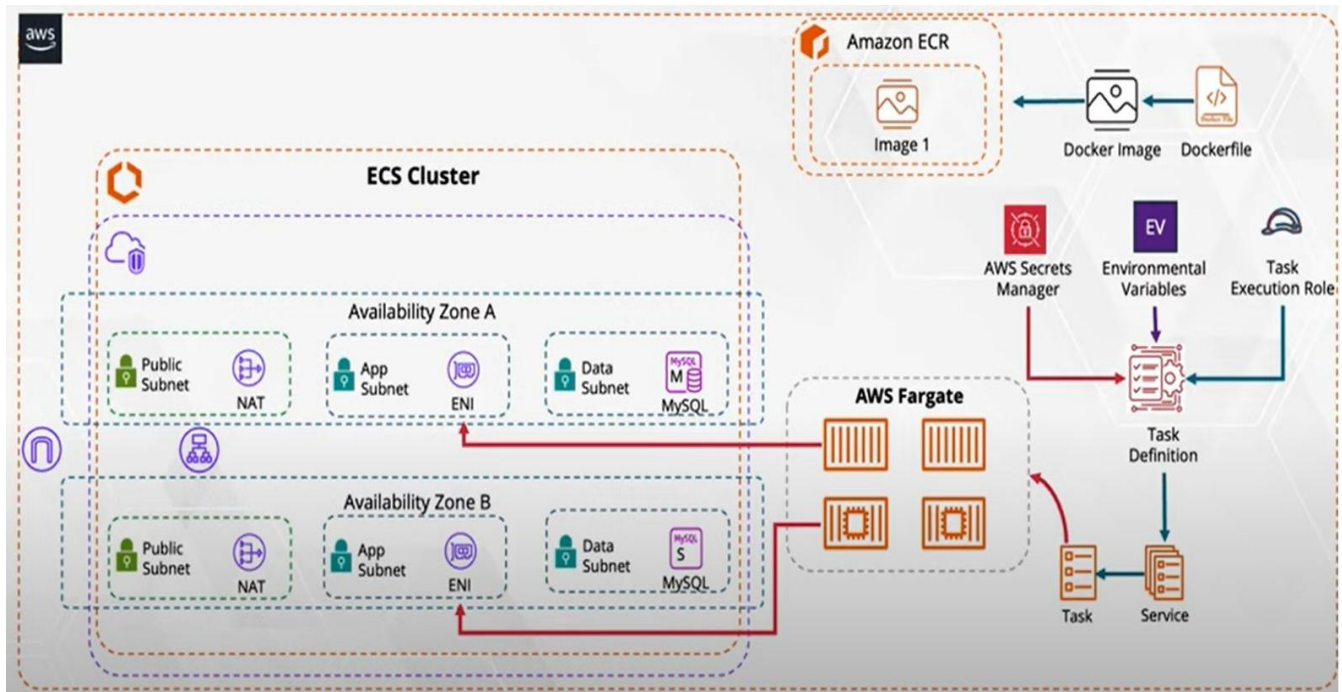 aws
Amazon ECR
Image 1
Docker Image
Dockerfile
ECS Cluster
AWS Secrets
Manager
EV
Environmental
Variables
Task
Execution Role
Availability Zone A
Public
Subnet
NAT
App
Subnet
ENI
Data
Subnet
MySQL
M
MySQL
AWS Fargate
Task
Definition
Availability Zone B
Public
Subnet
NAT
App
Subnet
ENI
Data
Subnet
MySQL
S
MySQL
Task
Service